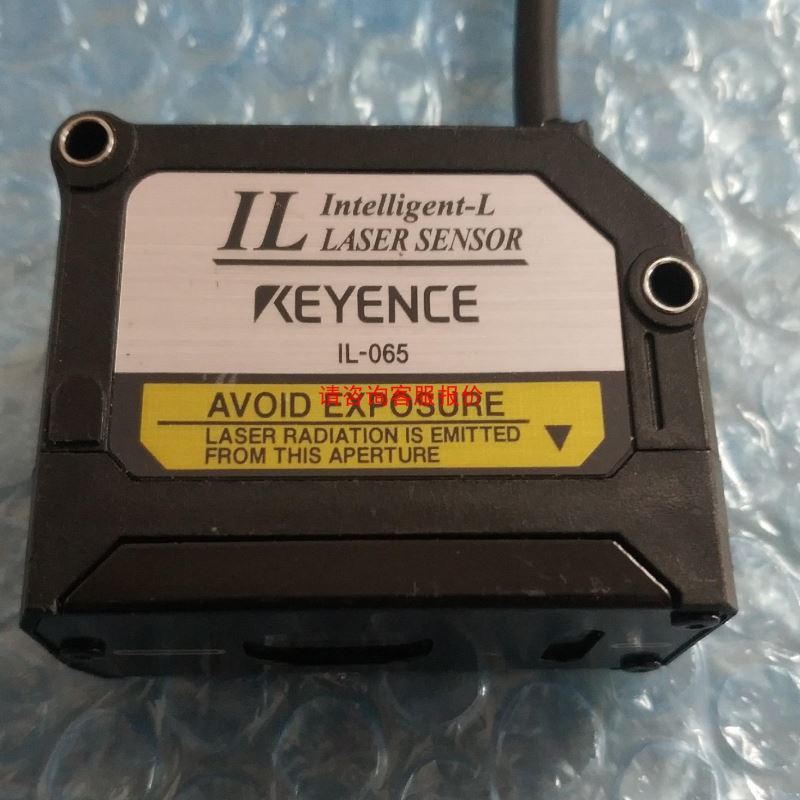 IL Intelligent-L
LASER SENSOR
KEYENCE
IL-065
请咨询客服报价
AVOID EXPOSURE
LASER RADIATION IS EMITTED
FROM THIS APERTURE